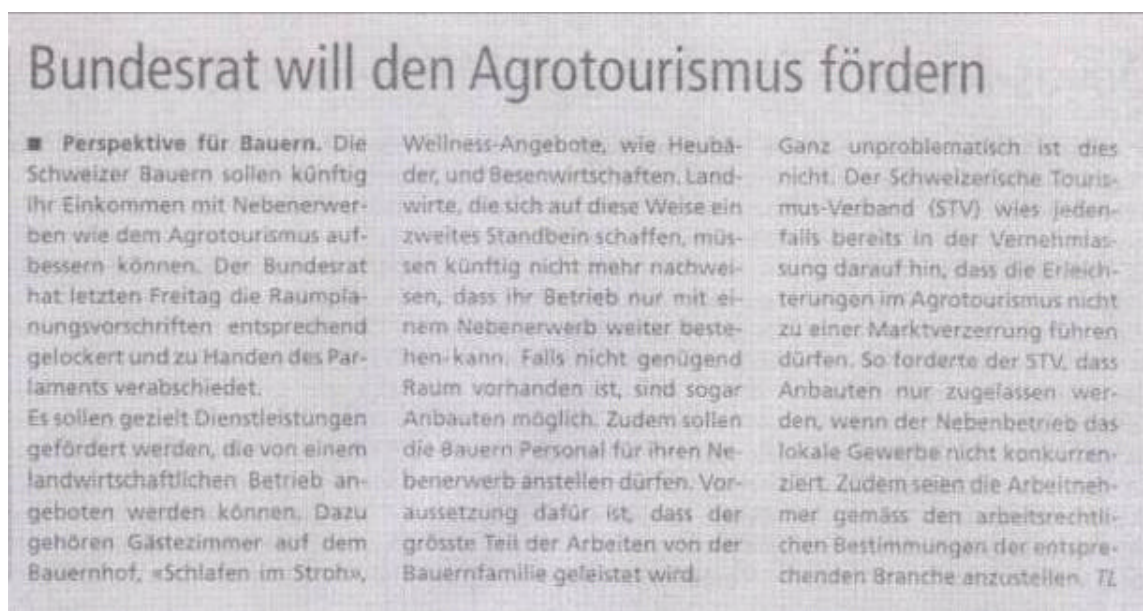 Bundesrat will den Agrotourismus fördern
■ Perspektive für Bauern. Die
Schweizer Bauern sollen künftig
ihr Einkommen mit Nebenerwer-
ben wie dem Agrotourismus auf-
bessern können. Der Bundesrat
hat letzten Freitag die Raumpla-
nungsvorschriften entsprechend
gelockert und zu Handen des Par-
laments verabschiedet.
Es sollen gezielt Dienstleistungen
gefördert werden, die von einem
landwirtschaftlichen Betrieb an-
geboten werden können. Dazu
gehören Gästezimmer auf dem
Bauernhof, «Schlafen im Stroh»,
Wellness-Angebote, wie Heubä-
der, und Besenwirtschaften. Land-
wirte, die sich auf diese Weise ein
zweites Standbein schaffen, müs-
sen künftig nicht mehr nachwei-
sen, dass ihr Betrieb nur mit ei-
nem Nebenerwerb weiter beste-
hen kann. Falls nicht genügend
Raum vorhanden ist, sind sogar
Anbauten möglich. Zudem sollen
die Bauern Personal für ihren Ne-
benerwerb anstellen dürfen. Vor-
aussetzung dafür ist, dass der
grösste Teil der Arbeiten von der
Bauernfamilie geleistet wird.
Ganz unproblematisch ist dies
nicht. Der Schweizerische Touris-
mus-Verband (STV) wies jeden-
falls bereits in der Vernehmlas-
sung darauf hin, dass die Erleich-
terungen im Agrotourismus nicht
zu einer Marktverzerrung führen
dürfen. So forderte der STV, dass
Anbauten nur zugelassen wer-
den, wenn der Nebenbetrieb das
lokale Gewerbe nicht konkurren-
ziert. Zudem seien die Arbeitneh-
mer gemäss den arbeitsrechtli-
chen Bestimmungen der entspre-
chenden Branche anzustellen. TL